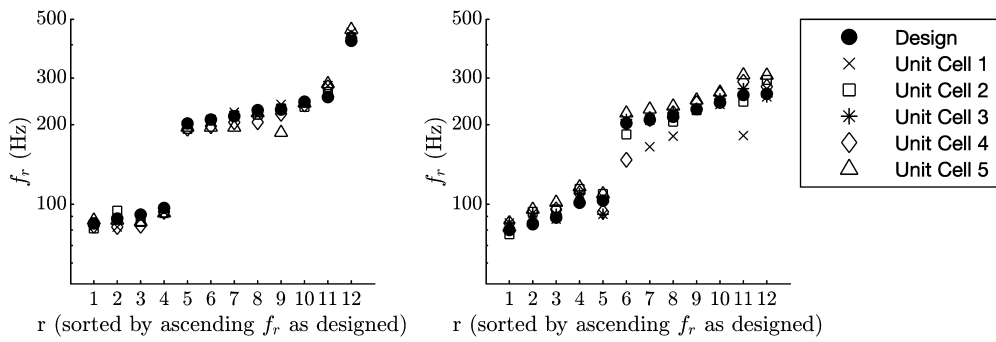 500
300
200
100
f_r (Hz)
1 2 3 4 5 6 7 8 9 10 11 12
r (sorted by ascending f_r as designed)
500
300
200
100
f_r (Hz)
1 2 3 4 5 6 7 8 9 10 11 12
r (sorted by ascending f_r as designed)
Design
Unit Cell 1
Unit Cell 2
Unit Cell 3
Unit Cell 4
Unit Cell 5